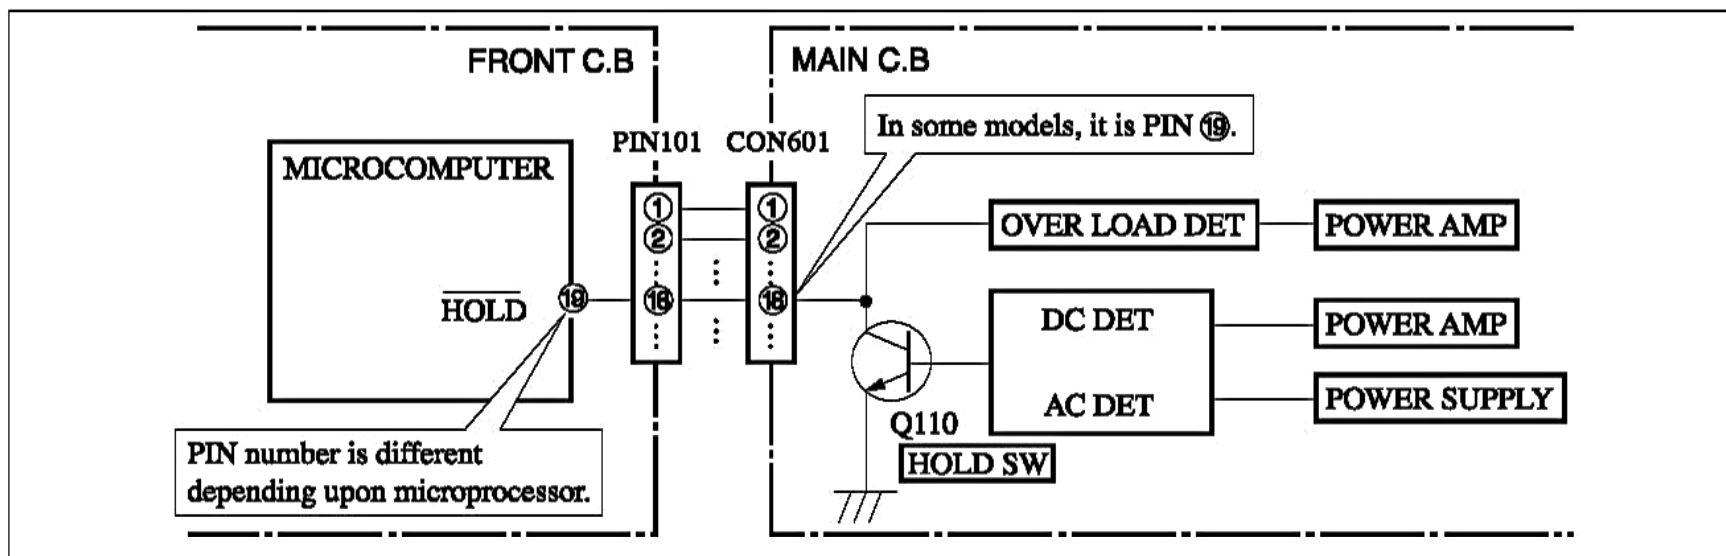 FRONT C.B
MAIN C.B
In some models, it is PIN ⑲.
PIN101
CON601
MICROCOMPUTER
①
①
②
②
OVER LOAD DET
POWER AMP
HOLD
⑲
DC DET
POWER AMP
AC DET
POWER SUPPLY
Q110
HOLD SW
PIN number is different
depending upon microprocessor.